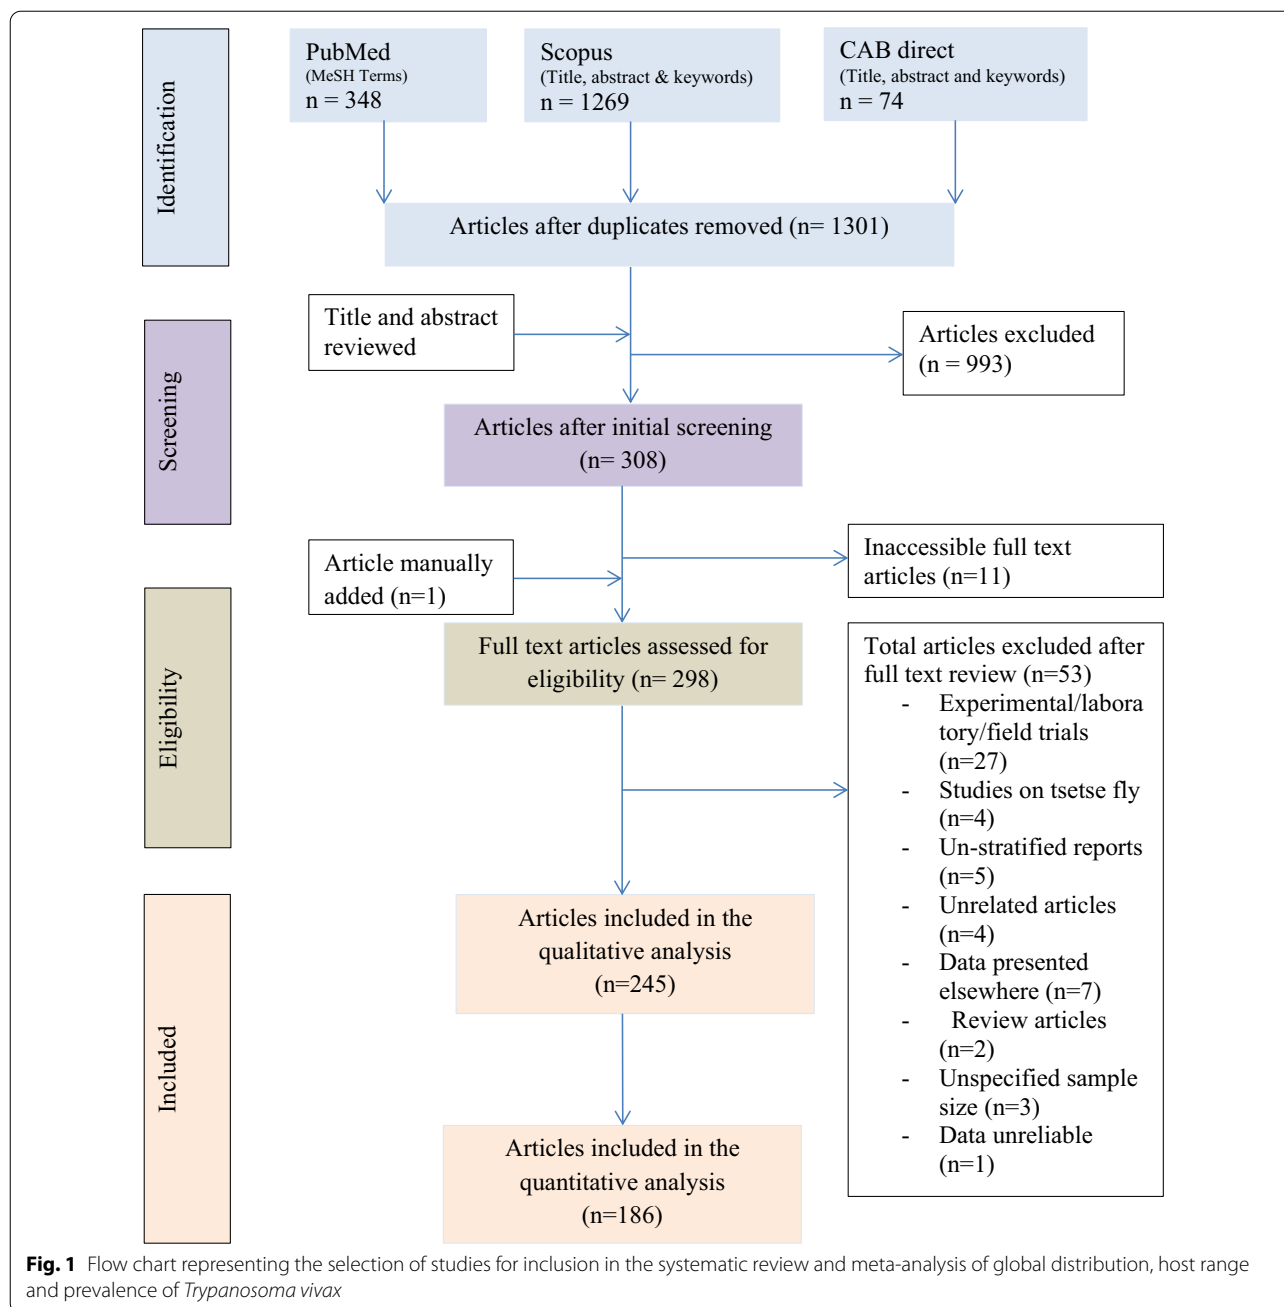 Identification
PubMed
(MeSH Terms)
n = 348
Scopus
(Title, abstract & keywords)
n = 1269
CAB direct
(Title, abstract and keywords)
n = 74
Articles after duplicates removed (n= 1301)
Screening
Title and abstract
reviewed
Articles excluded
(n = 993)
Articles after initial screening
(n= 308)
Article manually
added (n=1)
Inaccessible full text
articles (n=11)
Eligibility
Full text articles assessed for
eligibility (n= 298)
Total articles excluded after
full text review (n=53)
- Experimental/labora
tory/field trials
(n=27)
- Studies on tsetse fly
(n=4)
- Un-stratified reports
(n=5)
- Unrelated articles
(n=4)
- Data presented
elsewhere (n=7)
- Review articles
(n=2)
- Unspecified sample
size (n=3)
- Data unreliable
(n=1)
Included
Articles included in the
qualitative analysis
(n=245)
Articles included in the
quantitative analysis
(n=186)
Fig. 1 Flow chart representing the selection of studies for inclusion in the systematic review and meta-analysis of global distribution, host range
and prevalence of Trypanosoma vivax